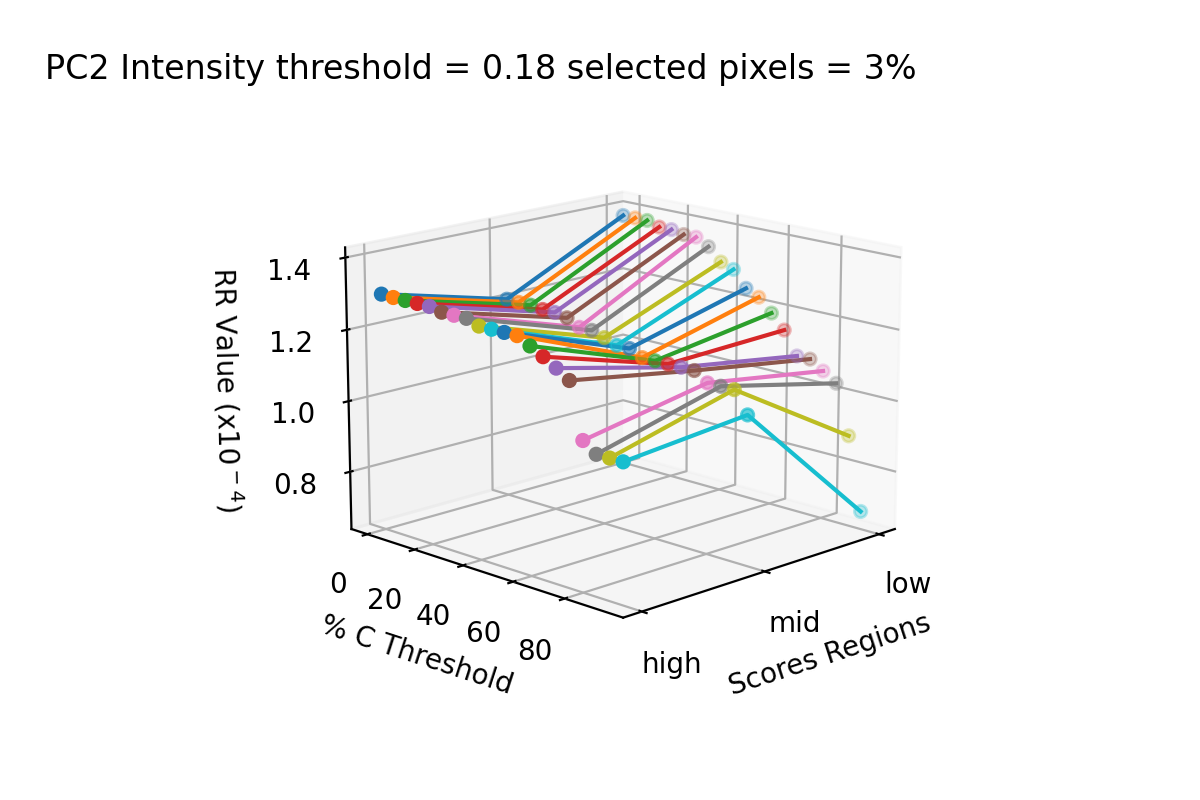 PC2 Intensity threshold = 0.18 selected pixels = 3%
RR Value (x10⁻⁴)
1.4
1.2
1.0
0.8
0
20
40
60
80
% C Threshold
high
mid
low
Scores Regions